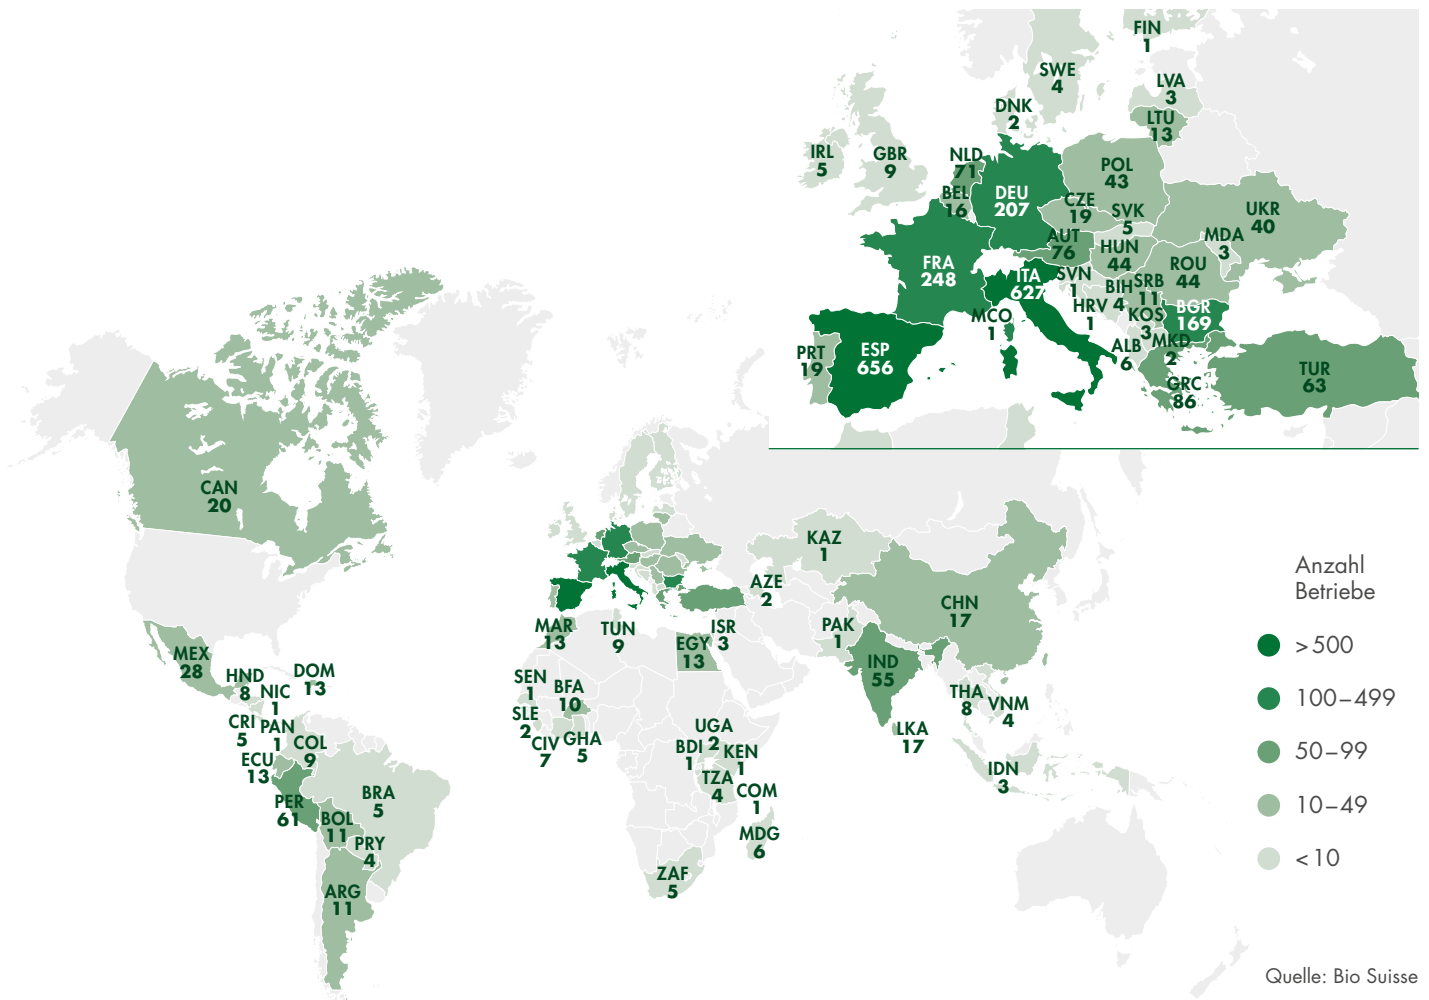 FIN
1
SWE
4
LVA
3
DNK
2
LTU
13
IRL
5
GBR
9
NLD
71
POL
43
BEL
16
DEU
207
CZE
19
SVK
5
UKR
40
AUT
76
HUN
44
MDA
3
FRA
248
ITA
627
SVN
1
ROU
44
BIH
4
SRB
11
HRV
1
KOS
3
BGR
169
MCO
1
PRT
19
ESP
656
ALB
6
MKD
2
GRC
86
TUR
63
CAN
20
KAZ
1
AZE
2
CHN
17
MAR
13
TUN
9
ISR
3
EGY
13
PAK
1
IND
55
MEX
28
HND
8
DOM
13
NIC
1
SEN
1
BFA
10
THA
8
VNM
4
CRI
5
PAN
1
SLE
2
CIV
7
GHA
5
UGA
2
LKA
17
COL
9
ECU
13
BDI
1
KEN
1
TZA
4
IDN
3
PER
61
BRA
5
COM
1
BOL
11
MDG
6
PRY
4
ZAF
5
ARG
11
Anzahl
Betriebe
> 500
100–499
50–99
10–49
< 10
Quelle: Bio Suisse